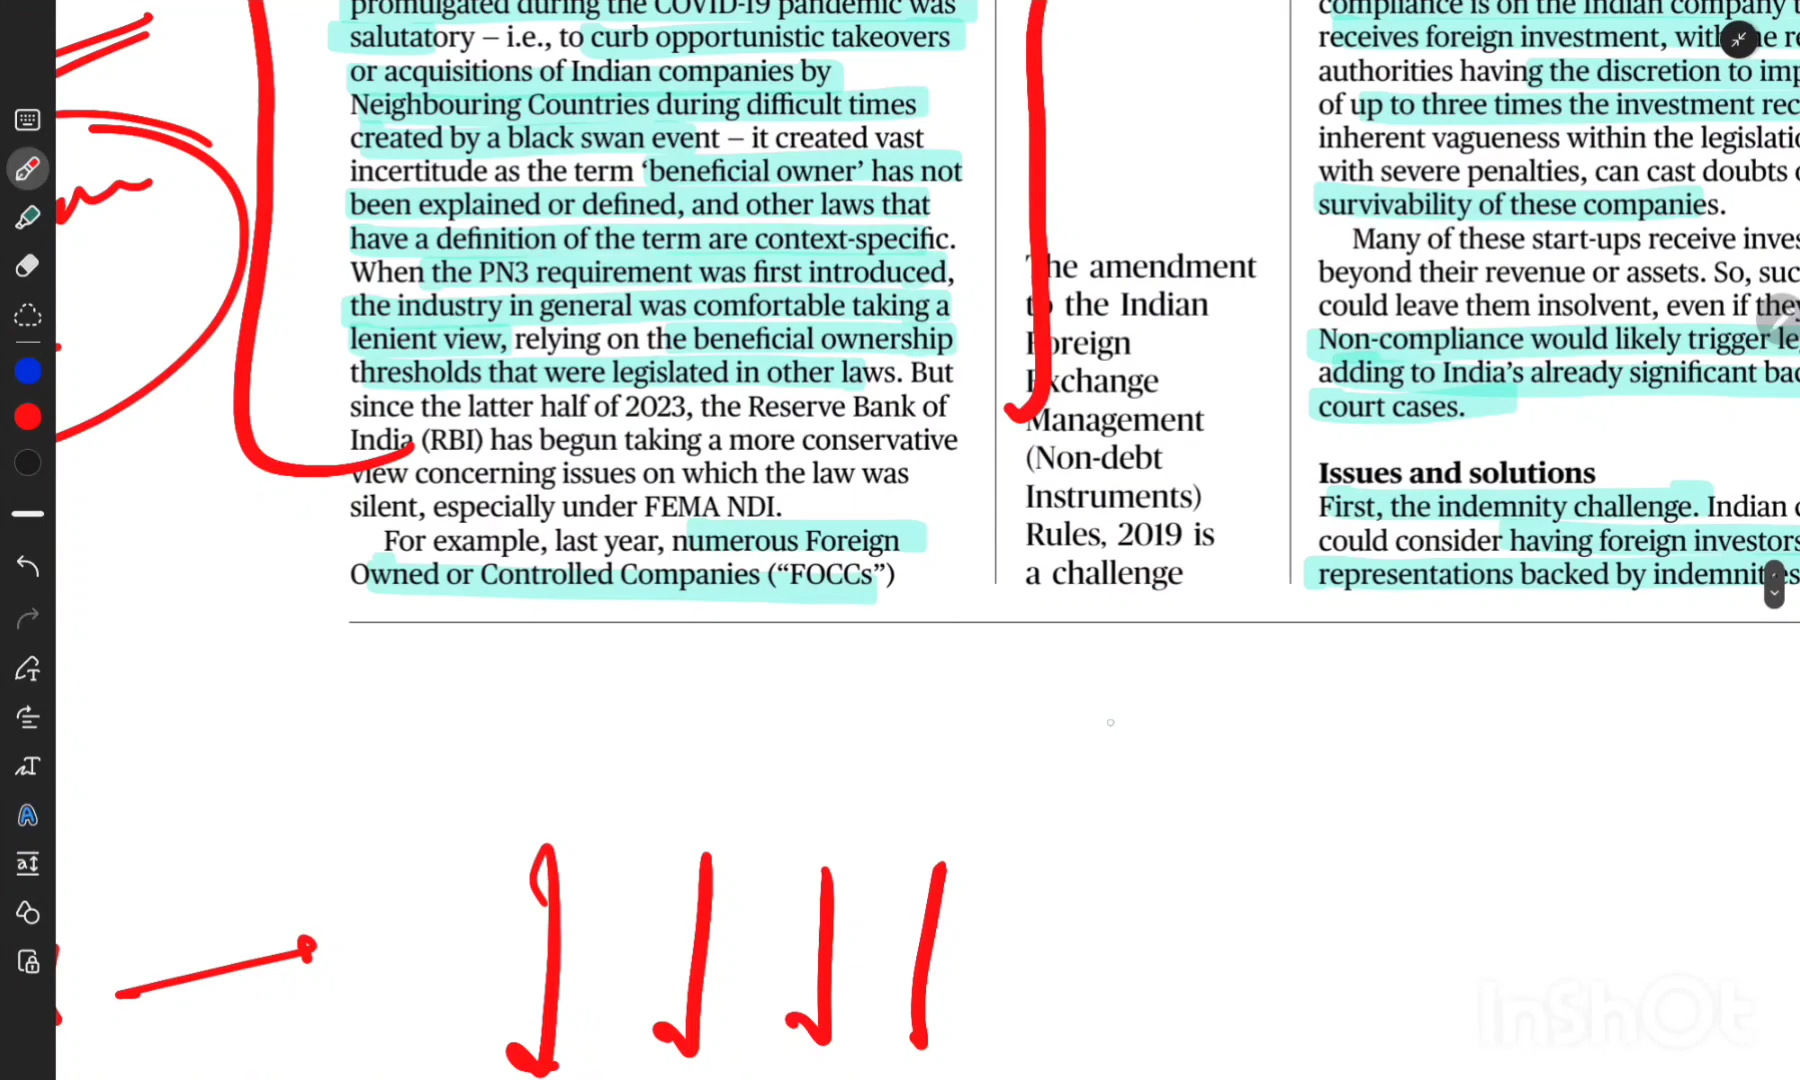 promulgated during the COVID-19 pandemic was
salutatory – i.e., to curb opportunistic takeovers
or acquisitions of Indian companies by
Neighbouring Countries during difficult times
created by a black swan event – it created vast
incertitude as the term ‘beneficial owner’ has not
been explained or defined, and other laws that
have a definition of the term are context-specific.
When the PN3 requirement was first introduced,
the industry in general was comfortable taking a
lenient view, relying on the beneficial ownership
thresholds that were legislated in other laws. But
since the latter half of 2023, the Reserve Bank of
India (RBI) has begun taking a more conservative
view concerning issues on which the law was
silent, especially under FEMA NDI.
For example, last year, numerous Foreign
Owned or Controlled Companies (“FOCCs”)
The amendment
to the Indian
Foreign
Exchange
Management
(Non-debt
Instruments)
Rules, 2019 is
a challenge
compliance is on the Indian company
receives foreign investment, with
authorities having the discretion to
of up to three times the investment
inherent vagueness within the
with severe penalties, can cast doubts
survivability of these companies.
Many of these start-ups receive
beyond their revenue or assets. So,
could leave them insolvent, even if
Non-compliance would likely trigger
adding to India’s already significant
court cases.
Issues and solutions
First, the indemnity challenge. Indian
could consider having foreign investors
representations backed by indemnities
InShOt